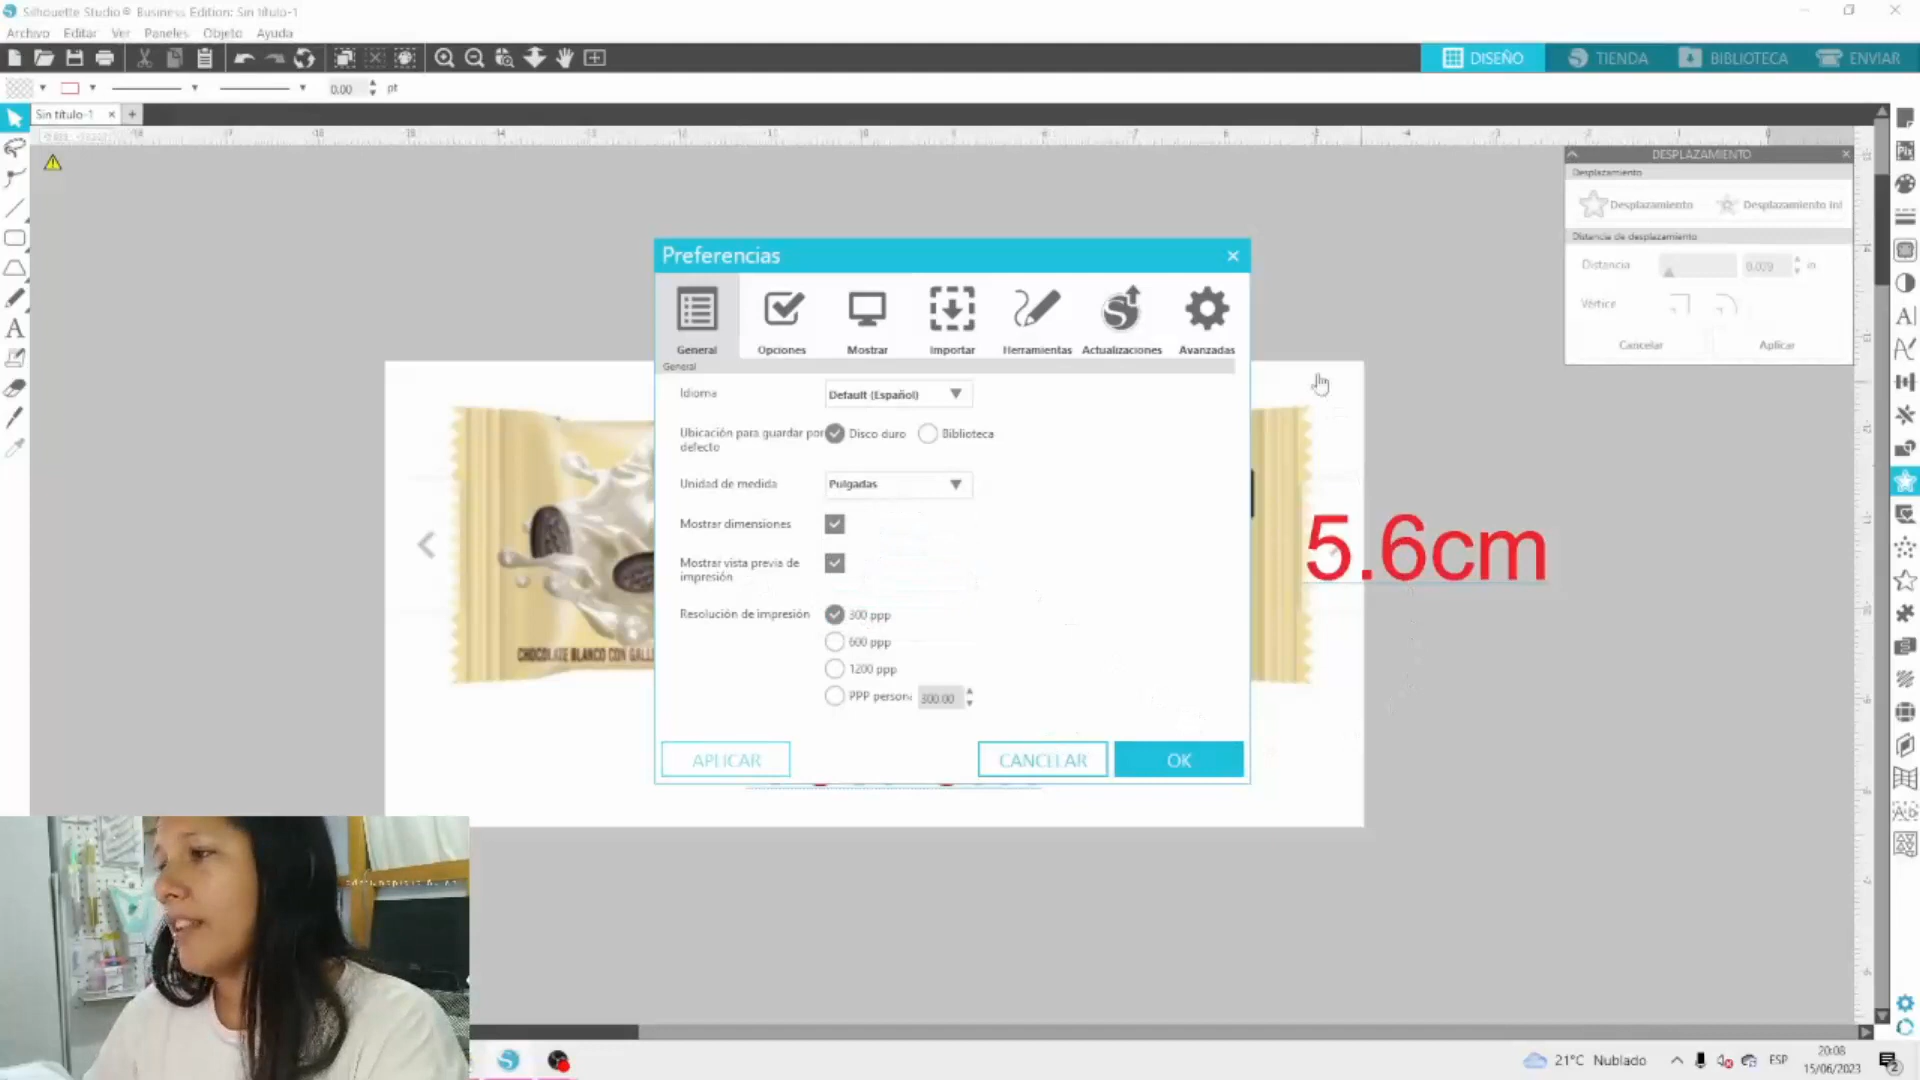 Silhouette Studio® Business Edition: Sin título-1
Archivo Editar Ver Paneles Objeto Ayuda
DISEÑO TIENDA BIBLIOTECA ENVIAR
0.00 pt
Sin título-1
DESPLAZAMIENTO
Desplazamiento
Desplazamiento Desplazamiento int
Distancia de desplazamiento
Distancia 0.039 in
Vértice
Cancelar Aplicar
Preferencias
General Opciones Mostrar Importar Herramientas Actualizaciones Avanzadas
General
Idioma Default (Español)
Ubicación para guardar por defecto Disco duro Biblioteca
Unidad de medida Pulgadas
Mostrar dimensiones
Mostrar vista previa de impresión
Resolución de impresión 300 ppp
600 ppp
1200 ppp
PPP person 300.00
APLICAR CANCELAR OK
5.6cm
CHOCOLATE BLANCO CON GALL
21°C Nublado ESP 20:08
15/06/2023